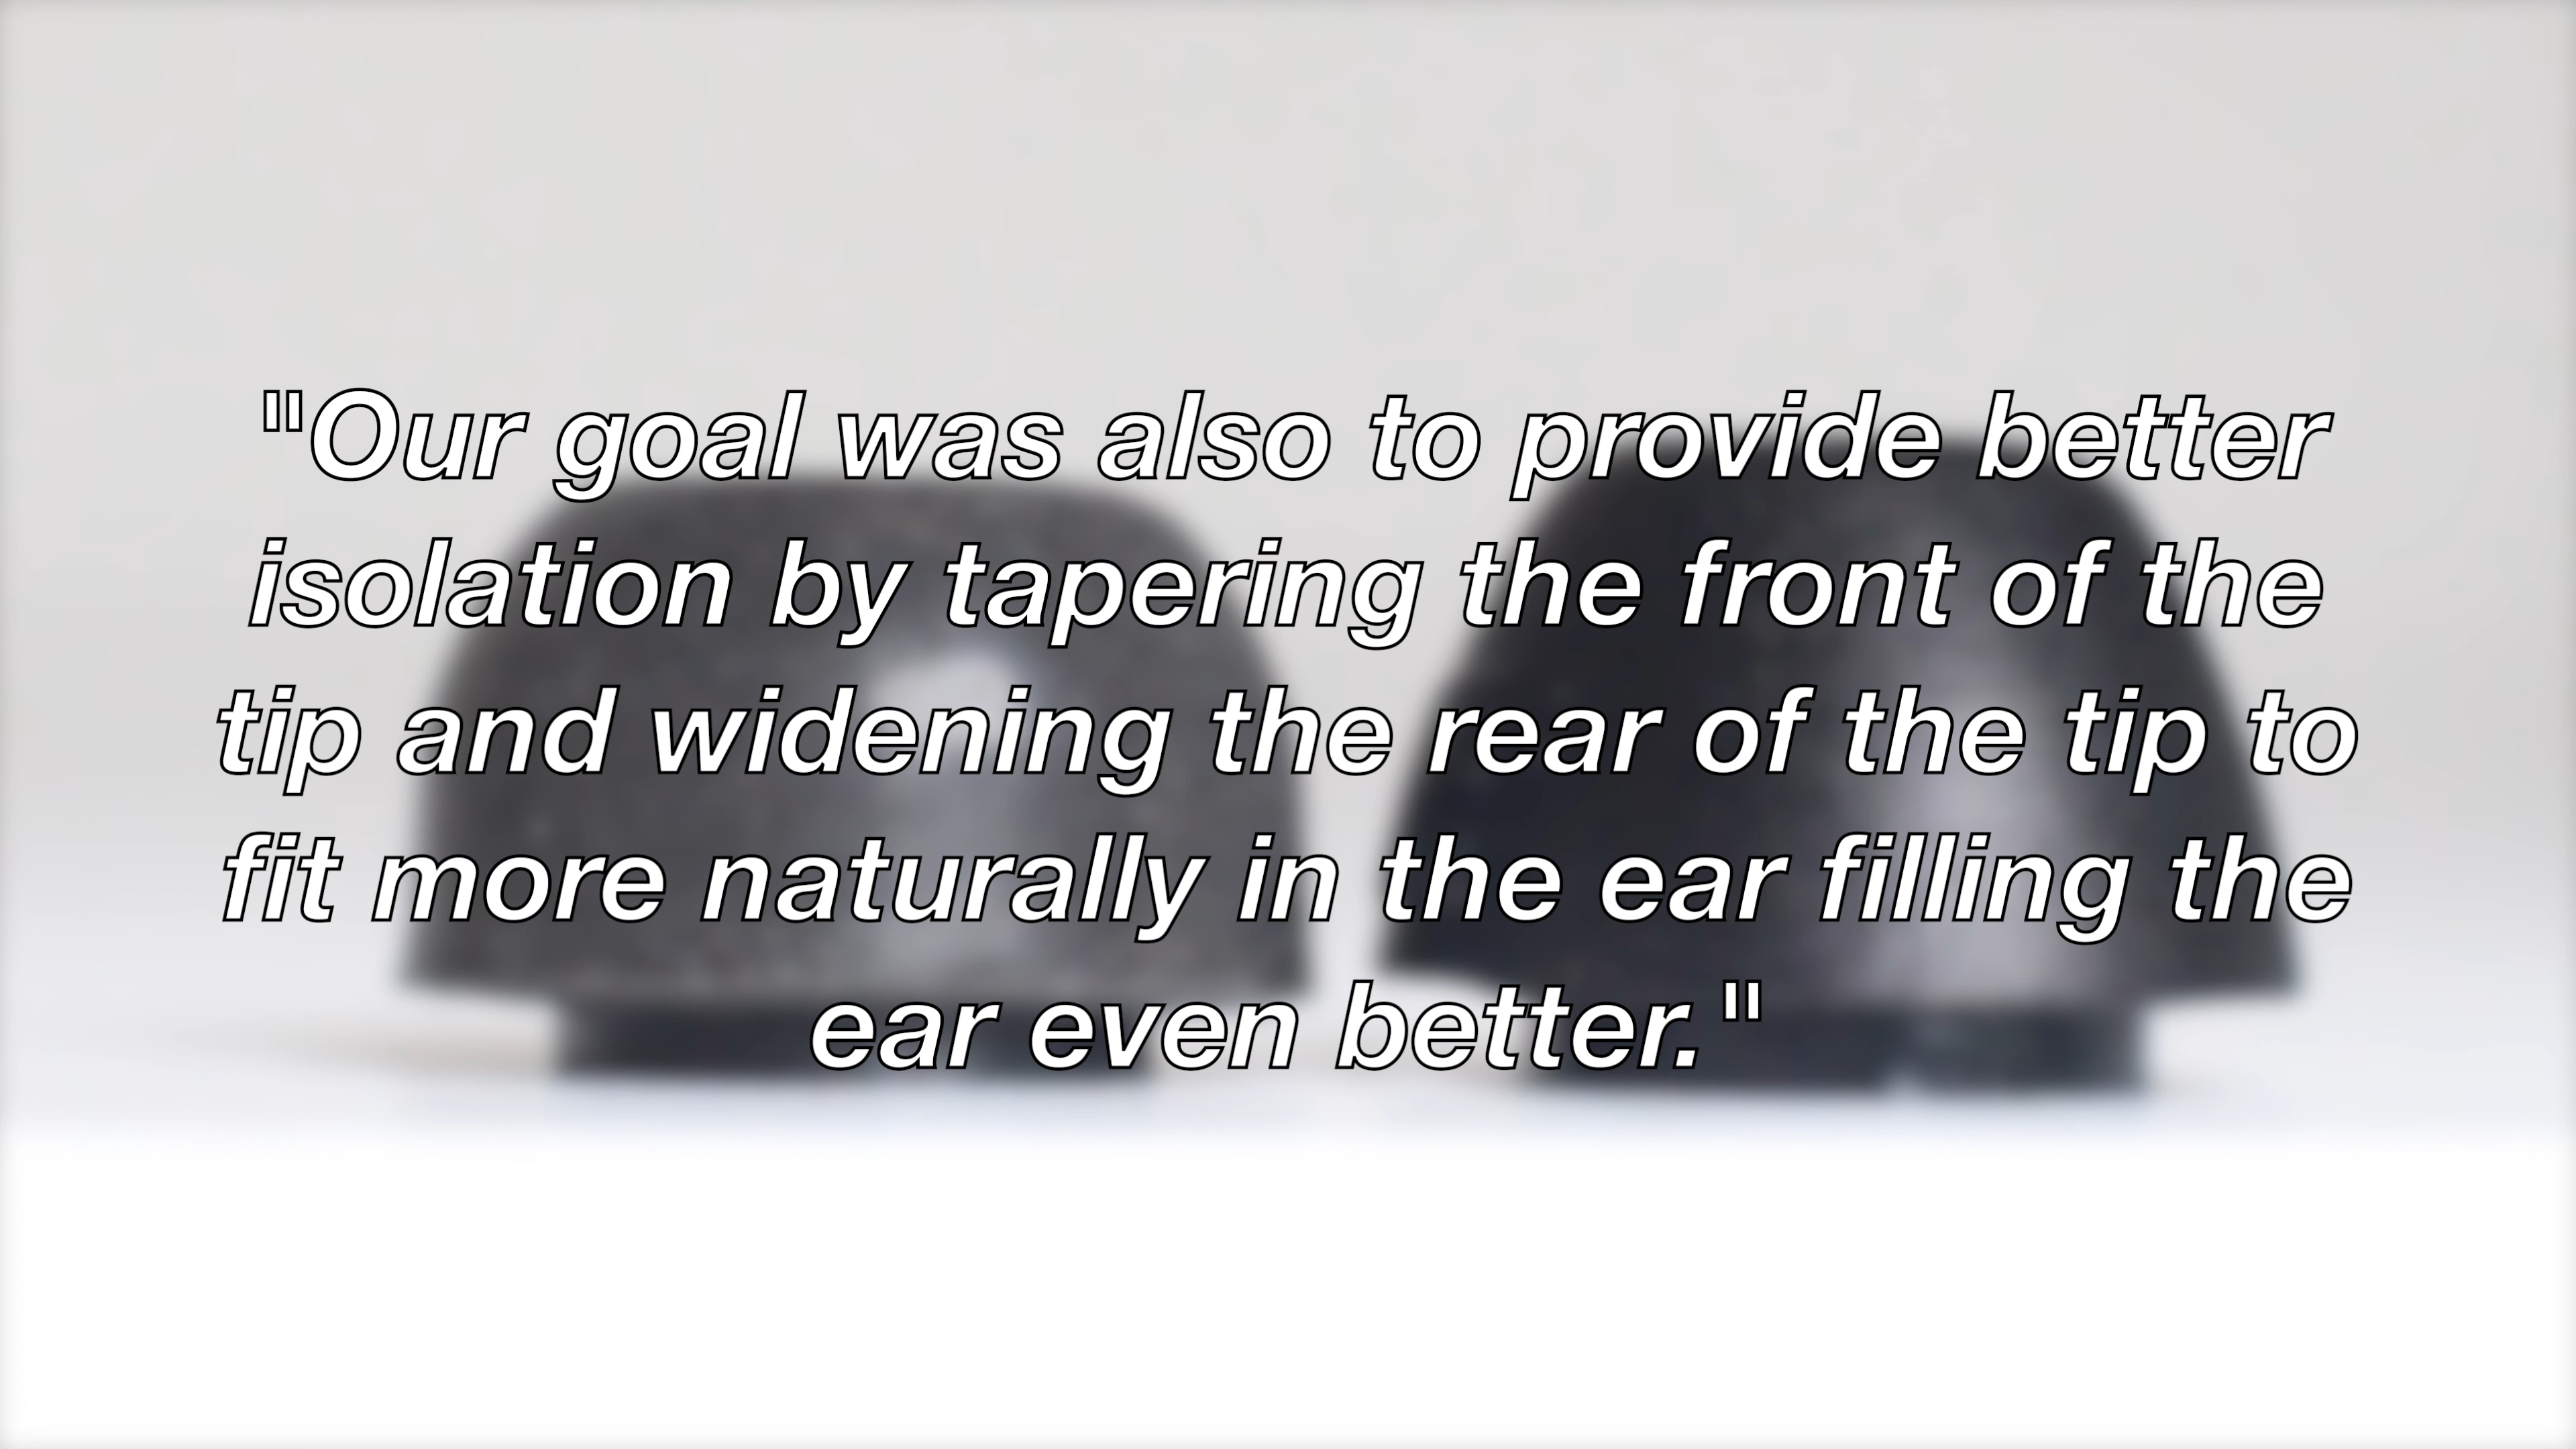 "Our goal was also to provide better
isolation by tapering the front of the
tip and widening the rear of the tip to
fit more naturally in the ear filling the
ear even better."